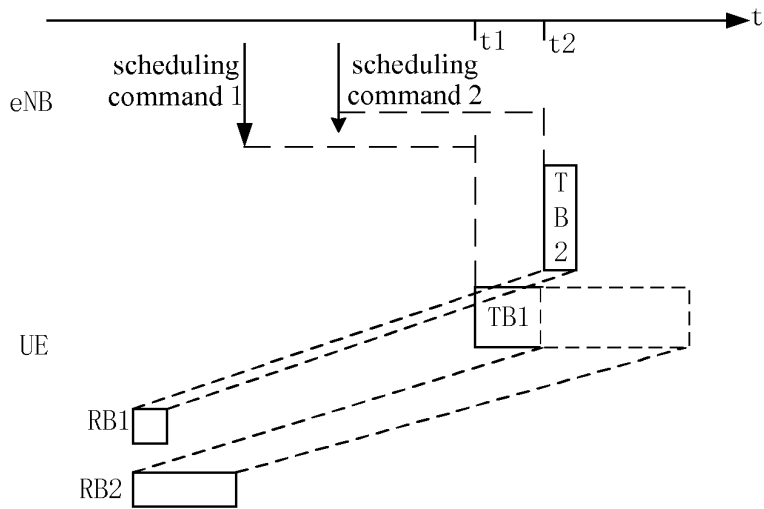 t
t1
t2
scheduling
command 1
scheduling
command 2
eNB
T
B
2
TB1
UE
RB1
RB2